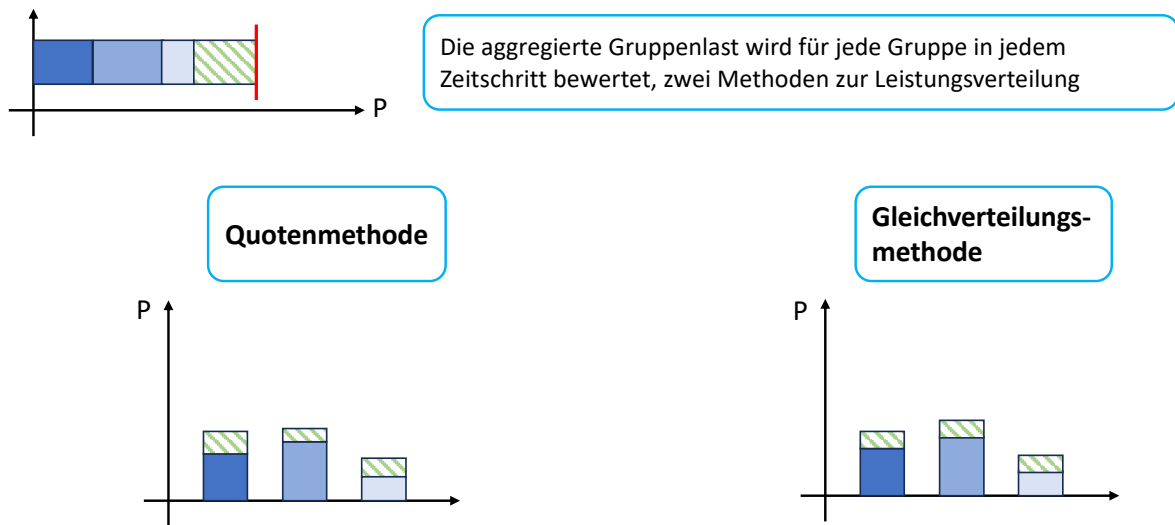 P
Die aggregierte Gruppenlast wird für jede Gruppe in jedem
Zeitschritt bewertet, zwei Methoden zur Leistungsverteilung
Quotenmethode
Gleichverteilungs-
methode
P
P